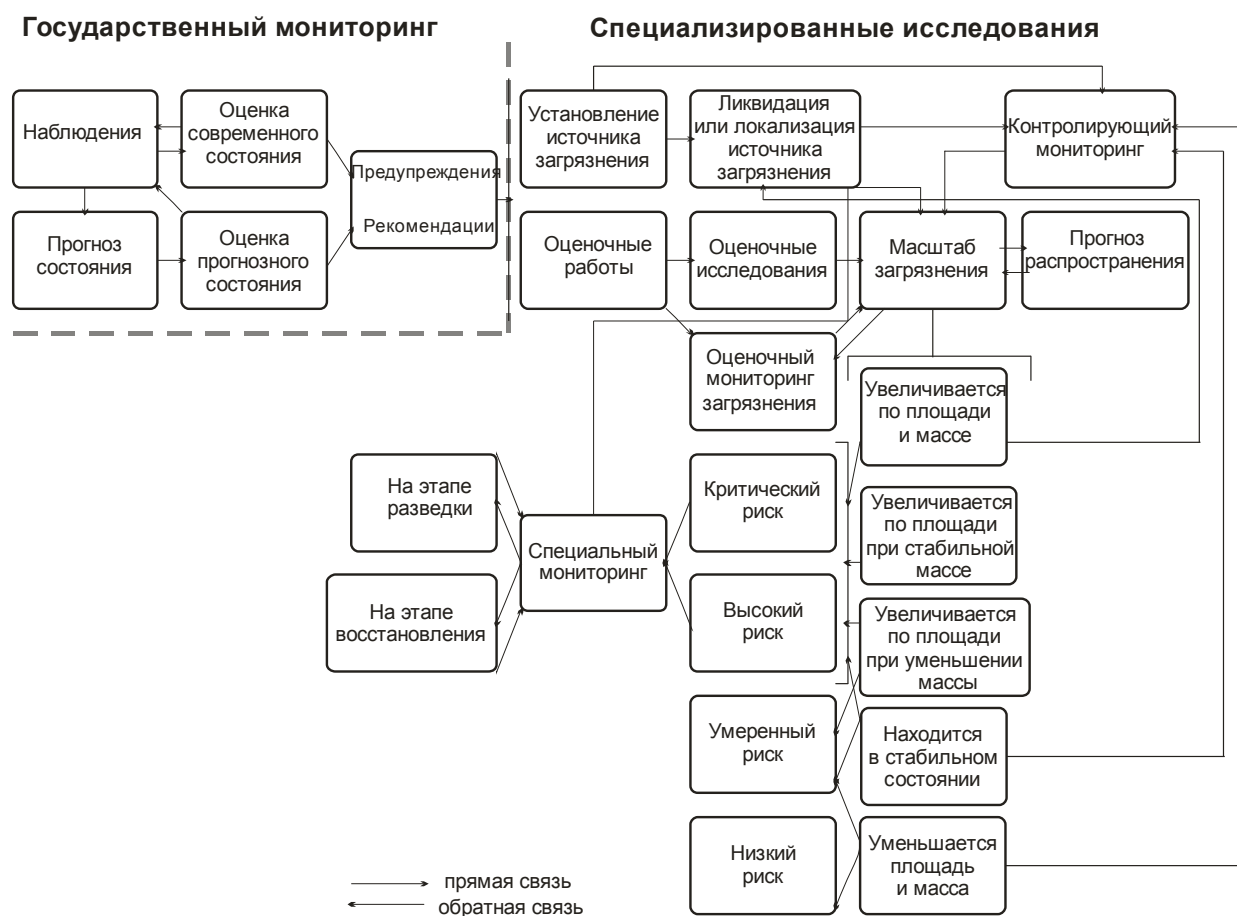 Государственный мониторинг
Специализированные исследования
Наблюдения
Оценка
современного
состояния
Прогноз
состояния
Оценка
прогнозного
состояния
Предупреждения
Рекомендации
Установление
источника
загрязнения
Ликвидация
или локализация
источника
загрязнения
Контролирующий
мониторинг
Оценочные
работы
Оценочные
исследования
Масштаб
загрязнения
Прогноз
распространения
Оценочный
мониторинг
загрязнения
Увеличивается
по площади
и массе
На этапе
разведки
Специальный
мониторинг
Критический
риск
Увеличивается
по площади
при стабильной
массе
На этапе
восстановления
Высокий
риск
Увеличивается
по площади
при уменьшении
массы
Умеренный
риск
Находится
в стабильном
состоянии
Низкий
риск
Уменьшается
площадь
и масса
прямая связь
обратная связь